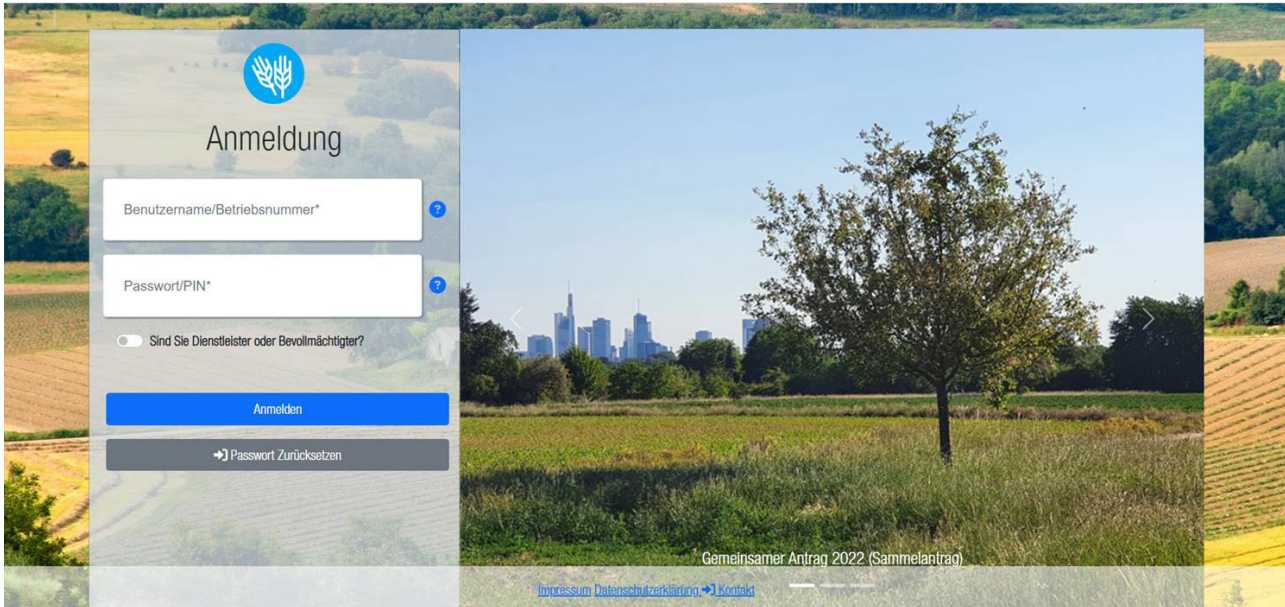 Anmeldung
Benutzername/Betriebsnummer*
?
Passwort/PIN*
?
Sind Sie Dienstleister oder Bevollmächtigter?
Anmelden
Passwort Zurücksetzen
Gemeinsamer Antrag 2022 (Sammelantrag)
Impressum Datenschutzerklärung Kontakt